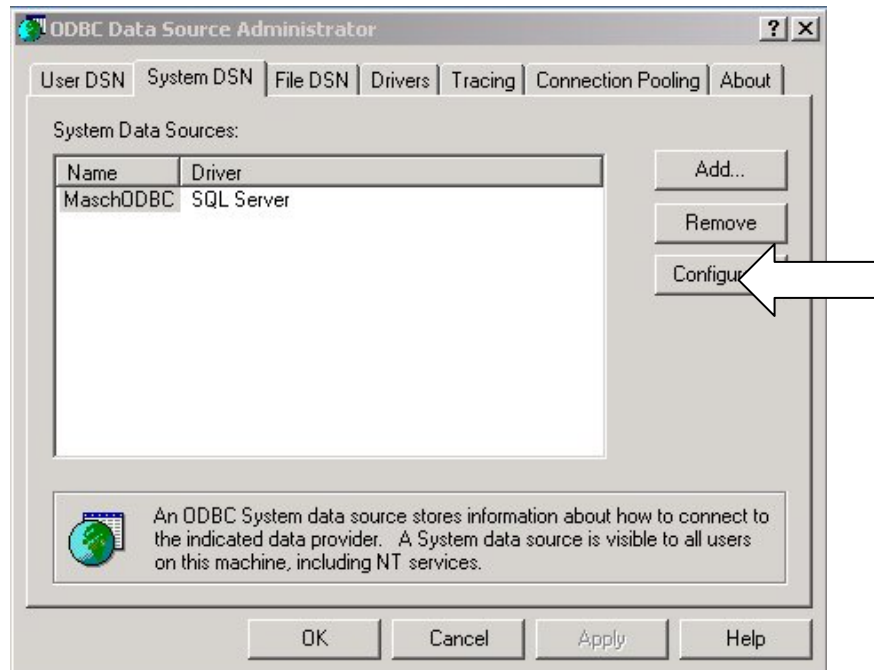 ODBC Data Source Administrator
User DSN System DSN File DSN Drivers Tracing Connection Pooling About
System Data Sources:
Name Driver
MaschODBC SQL Server
Add...
Remove
An ODBC System data source stores information about how to connect to
the indicated data provider. A System data source is visible to all users
on this machine, including NT services.
OK Cancel Apply Help